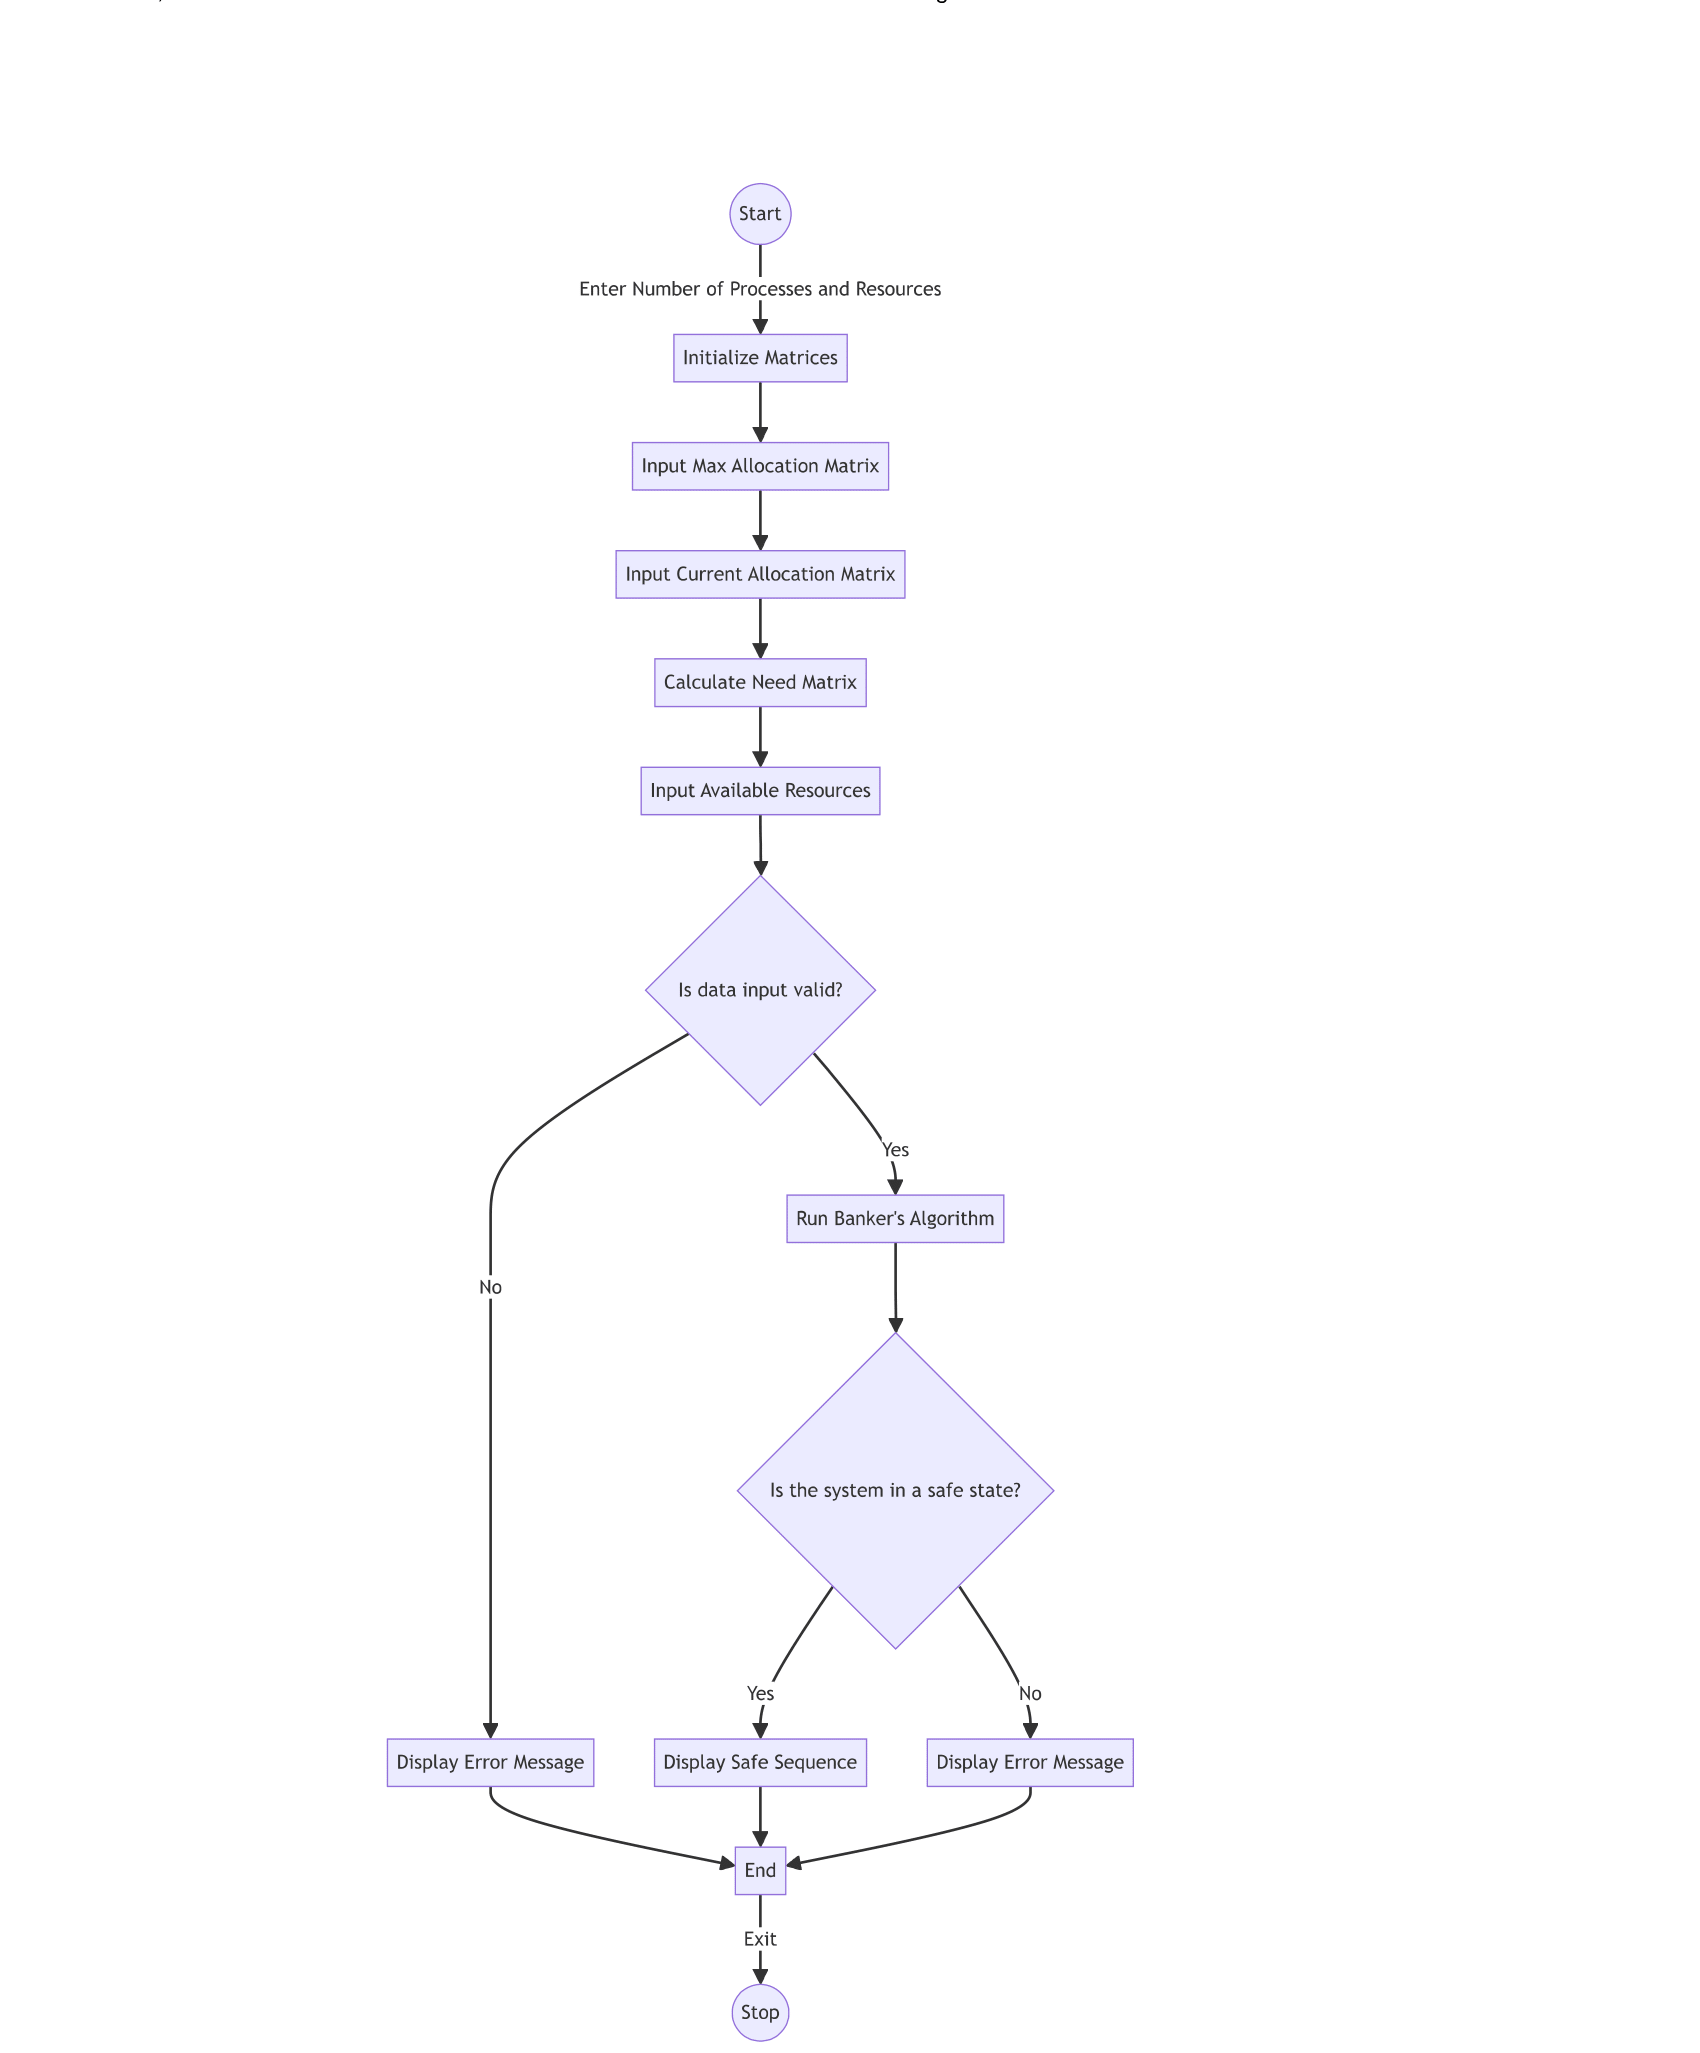 Start
Enter Number of Processes and Resources
Initialize Matrices
Input Max Allocation Matrix
Input Current Allocation Matrix
Calculate Need Matrix
Input Available Resources
Is data input valid?
Yes
Run Banker's Algorithm
No
Is the system in a safe state?
Yes
No
Display Error Message
Display Safe Sequence
Display Error Message
End
Exit
Stop